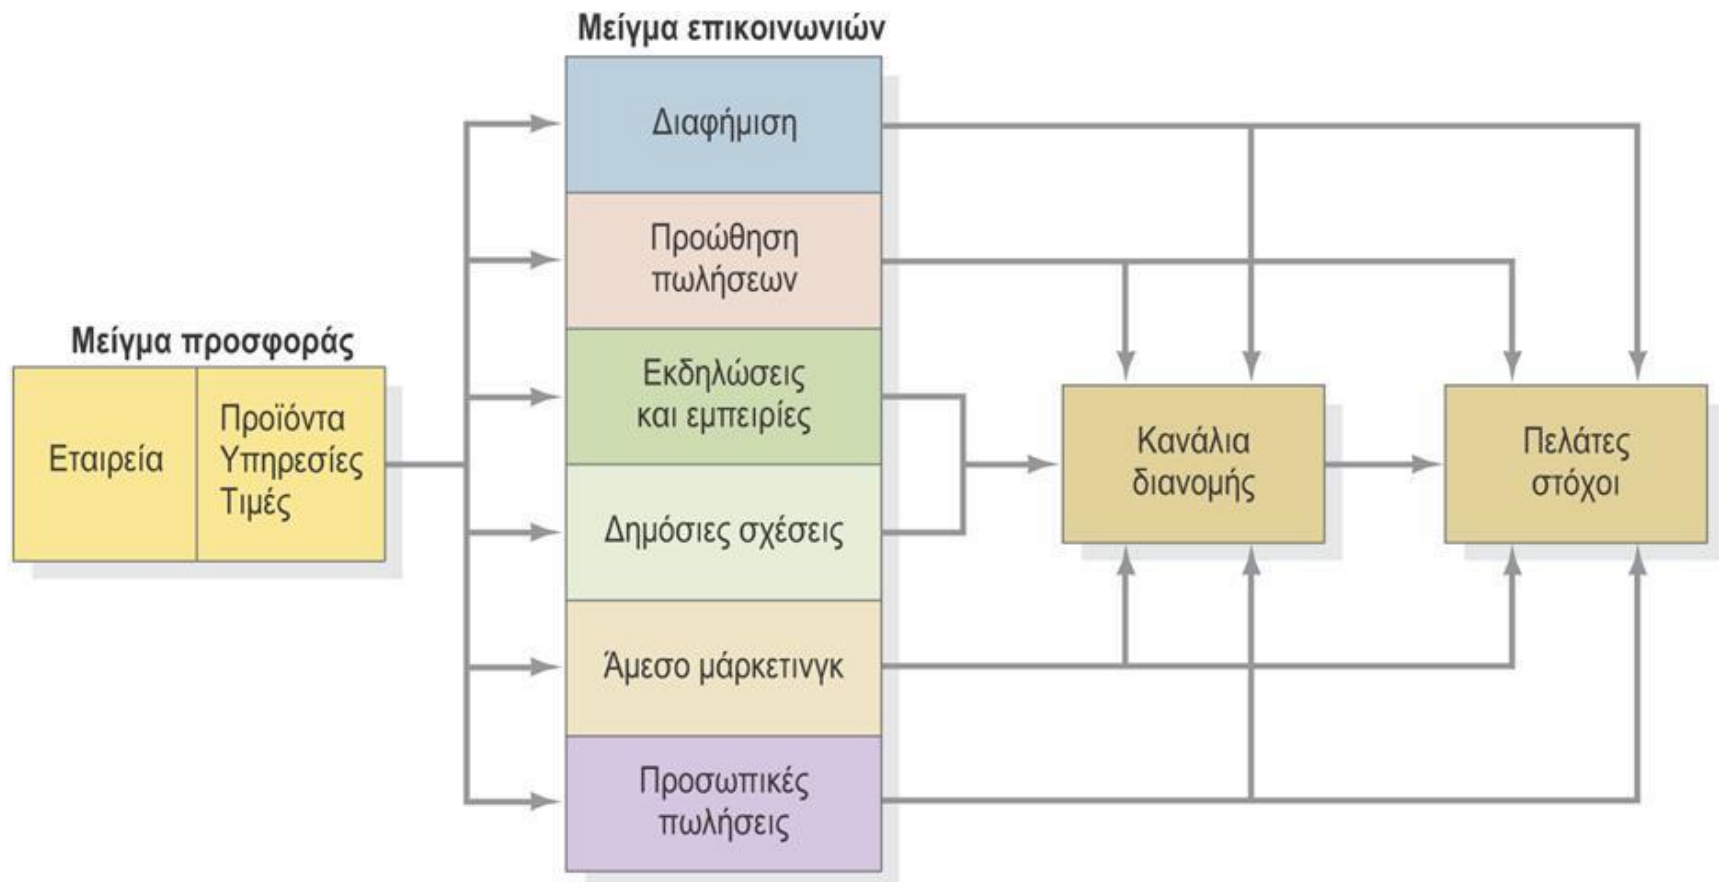 Μείγμα επικοινωνιών
Διαφήμιση
Προώθηση
πωλήσεων
Μείγμα προσφοράς
Εταιρεία
Προϊόντα
Υπηρεσίες
Τιμές
Εκδηλώσεις
και εμπειρίες
Δημόσιες σχέσεις
Άμεσο μάρκετινγκ
Προσωπικές
πωλήσεις
Κανάλια
διανομής
Πελάτες
στόχοι